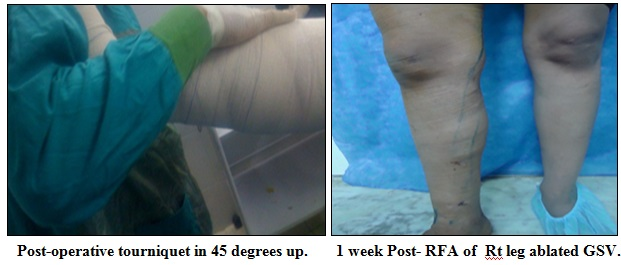 Post-operative tourniquet in 45 degrees up.
1 week Post- RFA of Rt leg ablated GSV.